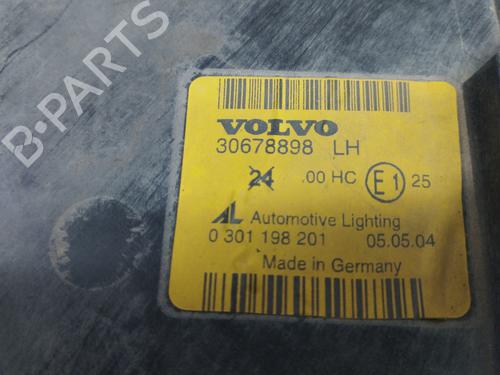 VOLVO
30678898 LH
24 .00 HC E1 25
AL Automotive Lighting
0 301 198 201 05.05.04
Made in Germany
B-PARTS